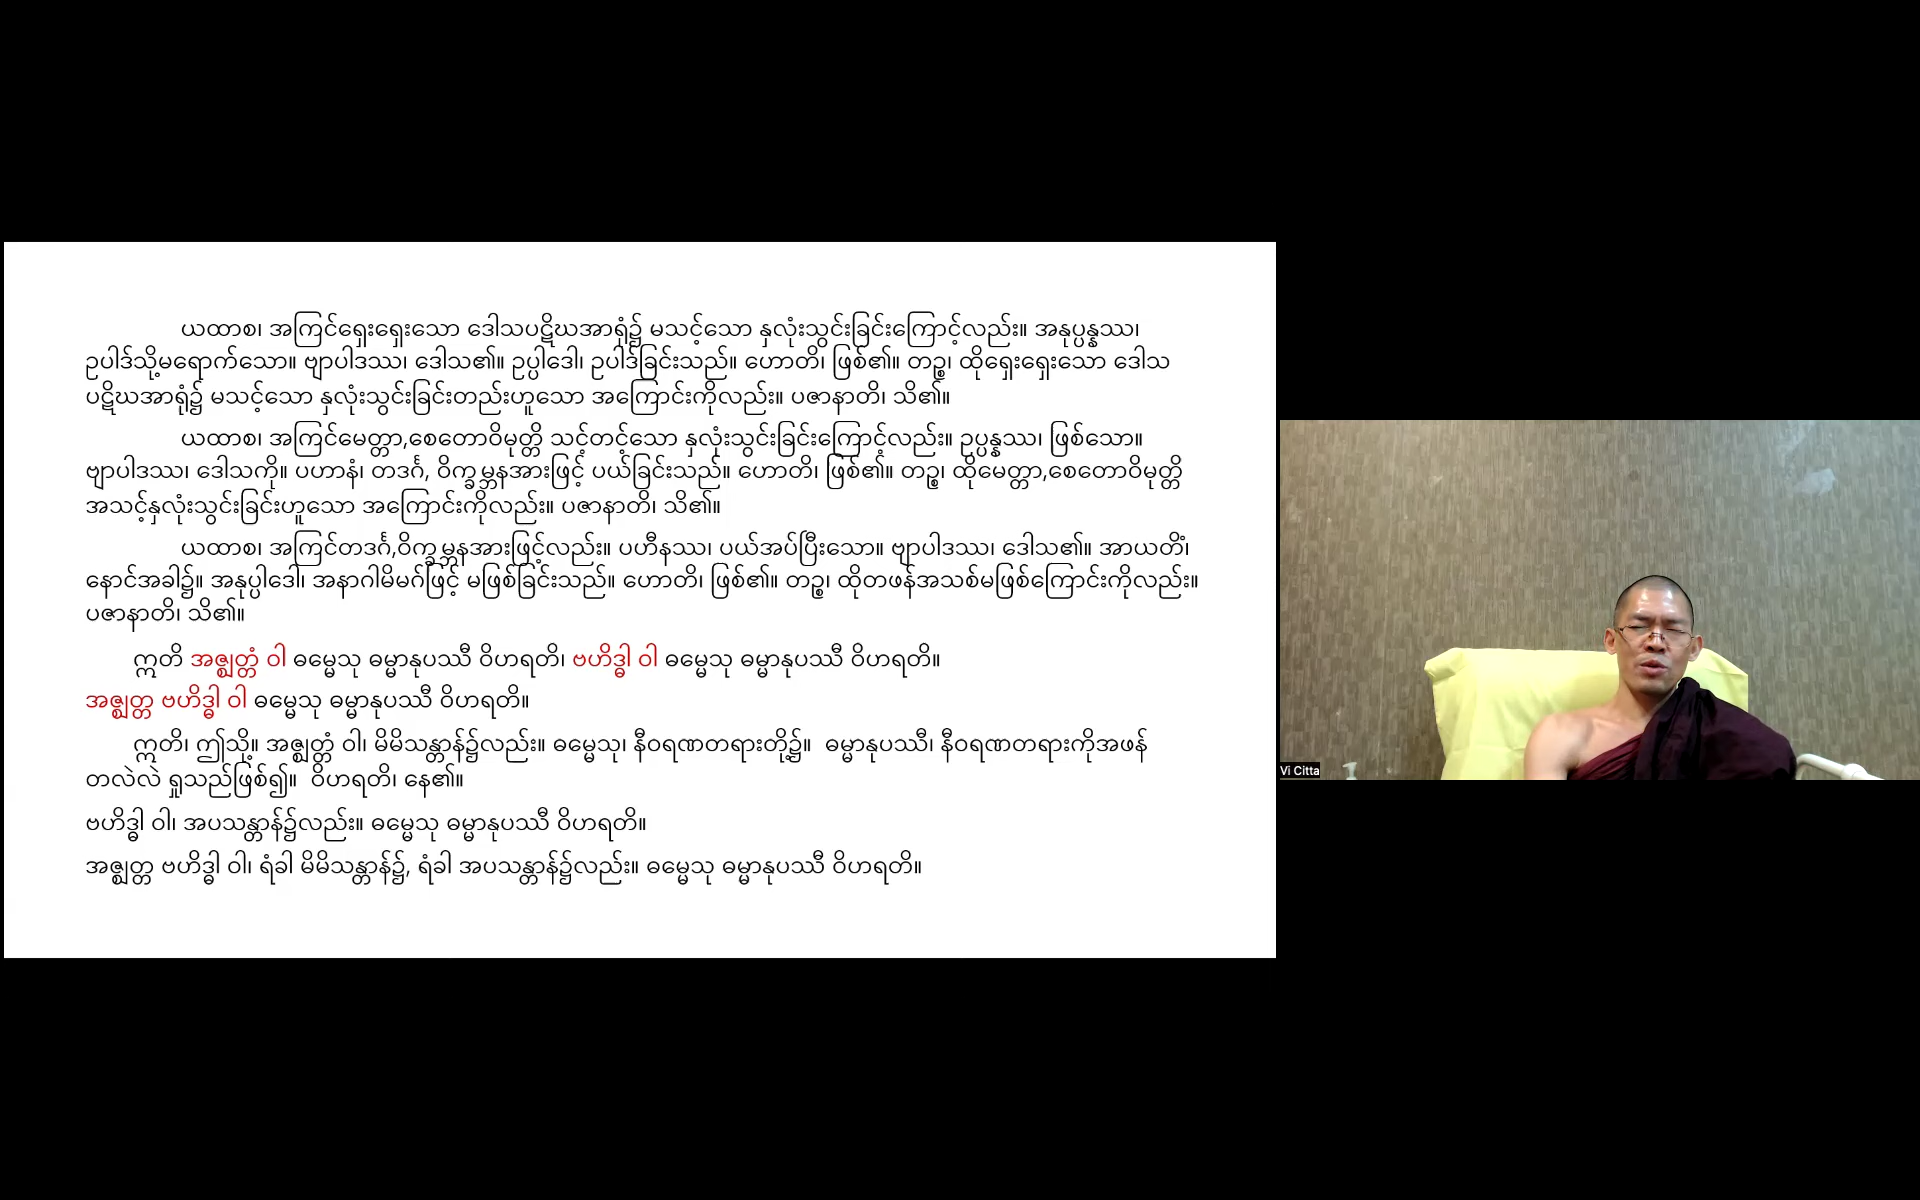 ယထာစ၊ အကြင်ရှေးရှေးသော ဒေါသပဋိဃအာရုံ၌ မသင့်သော နှလုံးသွင်းခြင်းကြောင့်လည်း။ အနုပ္ပန္နဿ၊
ဥပါဒ်သို့မရောက်သော။ ဗျာပါဒဿ၊ ဒေါသ၏။ ဥပ္ပါဒေါ၊ ဥပါဒ်ခြင်းသည်။ ဟောတိ၊ ဖြစ်၏။ တဉ္စ၊ ထိုရှေးရှေးသော ဒေါသ
ပဋိဃအာရုံ၌ မသင့်သော နှလုံးသွင်းခြင်းတည်းဟူသော အကြောင်းကိုလည်း။ ပဇာနာတိ၊ သိ၏။
ယထာစ၊ အကြင်မေတ္တာ,စေတောဝိမုတ္တိ သင့်တင့်သော နှလုံးသွင်းခြင်းကြောင့်လည်း။ ဥပ္ပန္နဿ၊ ဖြစ်သော။
ဗျာပါဒဿ၊ ဒေါသကို။ ပဟာနံ၊ တဒင်္ဂ, ဝိက္ခမ္ဘနအားဖြင့် ပယ်ခြင်းသည်။ ဟောတိ၊ ဖြစ်၏။ တဉ္စ၊ ထိုမေတ္တာ,စေတောဝိမုတ္တိ
အသင့်နှလုံးသွင်းခြင်းဟူသော အကြောင်းကိုလည်း။ ပဇာနာတိ၊ သိ၏။
ယထာစ၊ အကြင်တဒင်္ဂ,ဝိက္ခမ္ဘနအားဖြင့်လည်း။ ပဟီနဿ၊ ပယ်အပ်ပြီးသော။ ဗျာပါဒဿ၊ ဒေါသ၏။ အာယတိံ၊
နောင်အခါ၌။ အနုပ္ပါဒေါ၊ အနာဂါမိမဂ်ဖြင့် မဖြစ်ခြင်းသည်။ ဟောတိ၊ ဖြစ်၏။ တဉ္စ၊ ထိုတဖန်အသစ်မဖြစ်ကြောင်းကိုလည်း။
ပဇာနာတိ၊ သိ၏။
ဣတိ အဇ္ဈတ္တံ ဝါ ဓမ္မေသု ဓမ္မာနုပဿီ ဝိဟရတိ၊ ဗဟိဒ္ဓါ ဝါ ဓမ္မေသု ဓမ္မာနုပဿီ ဝိဟရတိ။
အဇ္ဈတ္တ ဗဟိဒ္ဓါ ဝါ ဓမ္မေသု ဓမ္မာနုပဿီ ဝိဟရတိ။
ဣတိ၊ ဤသို့။ အဇ္ဈတ္တံ ဝါ၊ မိမိသန္တာန်၌လည်း။ ဓမ္မေသု၊ နီဝရဏတရားတို့၌။ ဓမ္မာနုပဿီ၊ နီဝရဏတရားကိုအဖန်
တလဲလဲ ရှုသည်ဖြစ်၍။ ဝိဟရတိ၊ နေ၏။
ဗဟိဒ္ဓါ ဝါ၊ အပသန္တာန်၌လည်း။ ဓမ္မေသု ဓမ္မာနုပဿီ ဝိဟရတိ။
အဇ္ဈတ္တ ဗဟိဒ္ဓါ ဝါ၊ ရံခါ မိမိသန္တာန်၌, ရံခါ အပသန္တာန်၌လည်း။ ဓမ္မေသု ဓမ္မာနုပဿီ ဝိဟရတိ။
Vi Citta